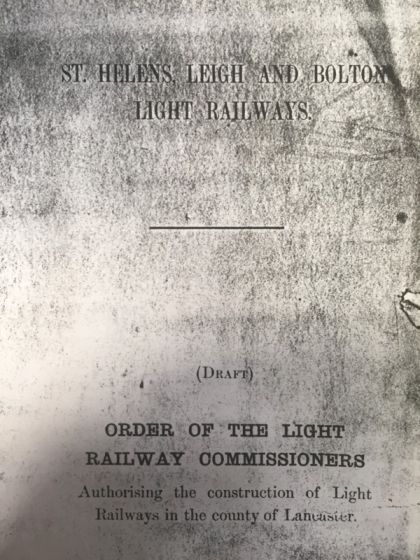 ST. HELENS, LEIGH AND BOLTON
LIGHT RAILWAYS.
(DRAFT)
ORDER OF THE LIGHT
RAILWAY COMMISSIONERS
Authorising the construction of Light
Railways in the county of Lancaster.